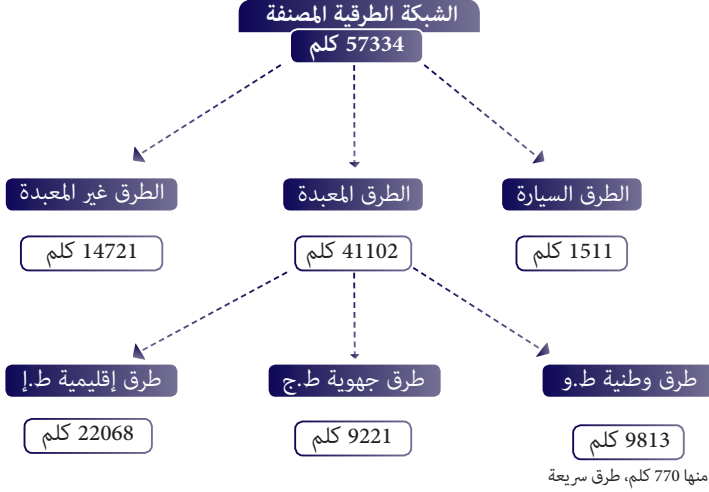 الشبكة الطرقية المصنفة
57334 كلم
الطرق السيارة
الطرق المعبدة
الطرق غير المعبدة
1511 كلم
41102 كلم
14721 كلم
طرق وطنية ط.و
طرق جهوية ط.ج
طرق إقليمية ط.إ
9813 كلم
9221 كلم
22068 كلم
منها 770 كلم، طرق سريعة